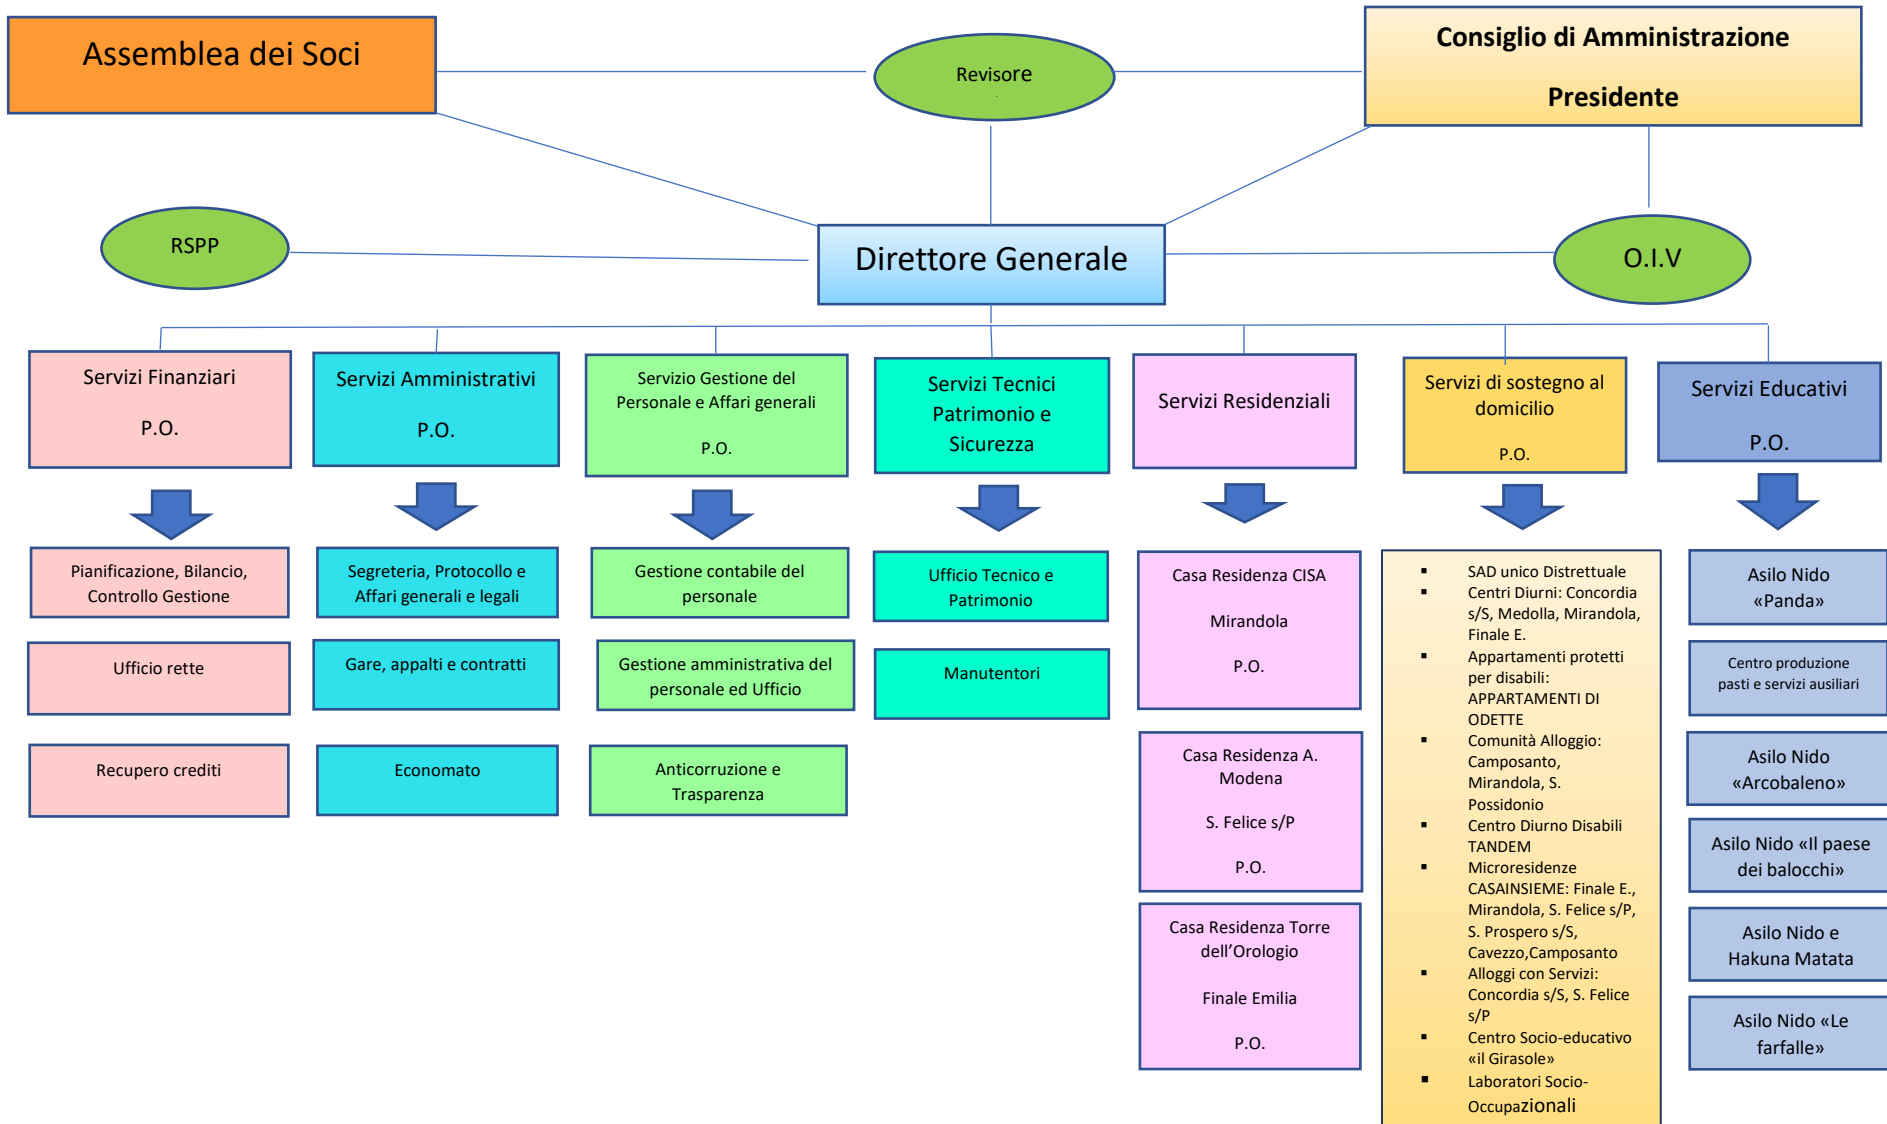 Assemblea dei Soci
Revisore
Consiglio di Amministrazione
Presidente
RSPP
Direttore Generale
O.I.V
Servizi Finanziari
P.O.
Servizi Amministrativi
P.O.
Servizio Gestione del
Personale e Affari generali
P.O.
Servizi Tecnici
Patrimonio e
Sicurezza
Servizi Residenziali
Servizi di sostegno al
domicilio
P.O.
Servizi Educativi
P.O.
Pianificazione, Bilancio,
Controllo Gestione
Ufficio rette
Recupero crediti
Segreteria, Protocollo e
Affari generali e legali
Gare, appalti e contratti
Economato
Gestione contabile del
personale
Gestione amministrativa del
personale ed Ufficio
Anticorruzione e
Trasparenza
Ufficio Tecnico e
Patrimonio
Manutentori
Casa Residenza CISA
Mirandola
P.O.
Casa Residenza A.
Modena
S. Felice s/P
P.O.
Casa Residenza Torre
dell’Orologio
Finale Emilia
P.O.
▪ SAD unico Distrettuale
▪ Centri Diurni: Concordia
s/S, Medolla, Mirandola,
Finale E.
▪ Appartamenti protetti
per disabili:
APPARTAMENTI DI
ODETTE
▪ Comunità Alloggio:
Camposanto,
Mirandola, S.
Possidonio
▪ Centro Diurno Disabili
TANDEM
▪ Microresidenze
CASAINSIEME: Finale E.,
Mirandola, S. Felice s/P,
S. Prospero s/S,
Cavezzo,Camposanto
▪ Alloggi con Servizi:
Concordia s/S, S. Felice
s/P
▪ Centro Socio-educativo
«il Girasole»
▪ Laboratori Socio-
Occupazionali
Asilo Nido
«Panda»
Centro produzione
pasti e servizi ausiliari
Asilo Nido
«Arcobaleno»
Asilo Nido «Il paese
dei balocchi»
Asilo Nido e
Hakuna Matata
Asilo Nido «Le
farfalle»